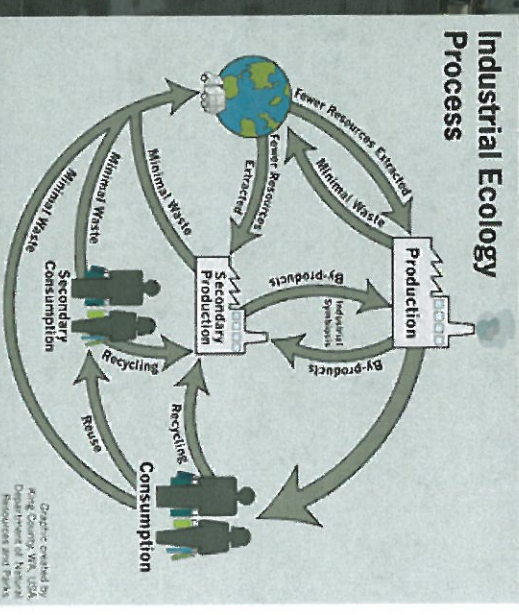 Industrial Ecology
Process
Fewer Resources Extracted
Minimal Waste
Production
Fewer Resources
Extracted
By-products
Industrial
Symbiosis
By-products
Minimal Waste
Secondary
Production
Minimal Waste
Secondary
Consumption
Recycling
Recycling
Reuse
Consumption
Minimal Waste
Graphic created by
King County, WA, USA,
Department of Natural
Resources and Parks